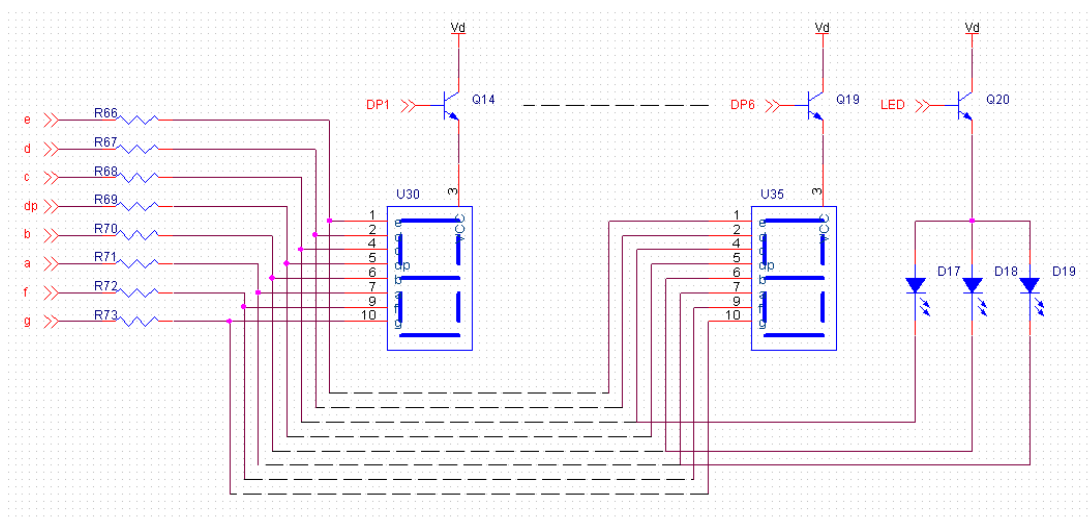 Vd Vd Vd
DP1 Q14 DP6 Q19 LED Q20
e R66
d R67
c R68
dp R69
b R70
a R71
f R72
g R73
3 3
U30 U35
VCC VCC
1 e 1 e
2 d 2 d
4 c 4 c
5 dp 5 dp
6 b 6 b
7 a 7 a
9 f 9 f
10 g 10 g
D17 D18 D19